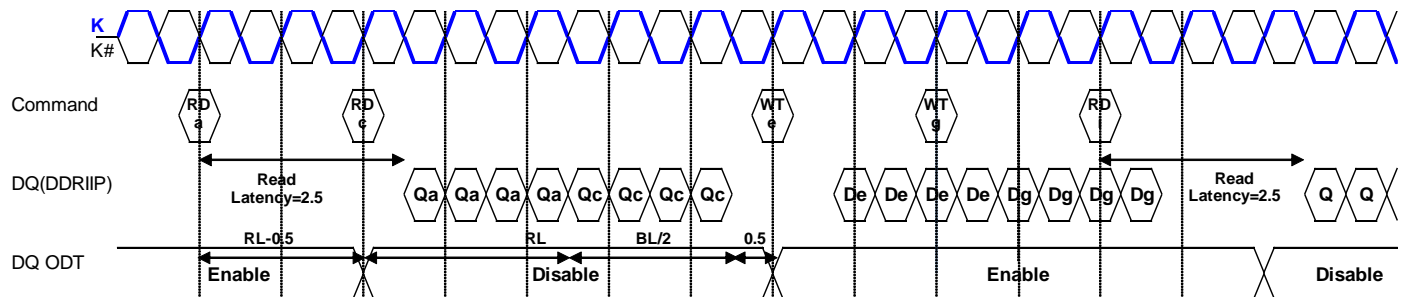 K
K#
Command
RD
a
RD
c
WT
e
WT
g
RD
i
DQ(DDRIIP)
Read
Latency=2.5
Qa Qa Qa Qa Qc Qc Qc Qc
De De De De Dg Dg Dg Dg
Read
Latency=2.5
Q Q
DQ ODT
RL-0.5
RL
BL/2
0.5
Enable
Disable
Enable
Disable